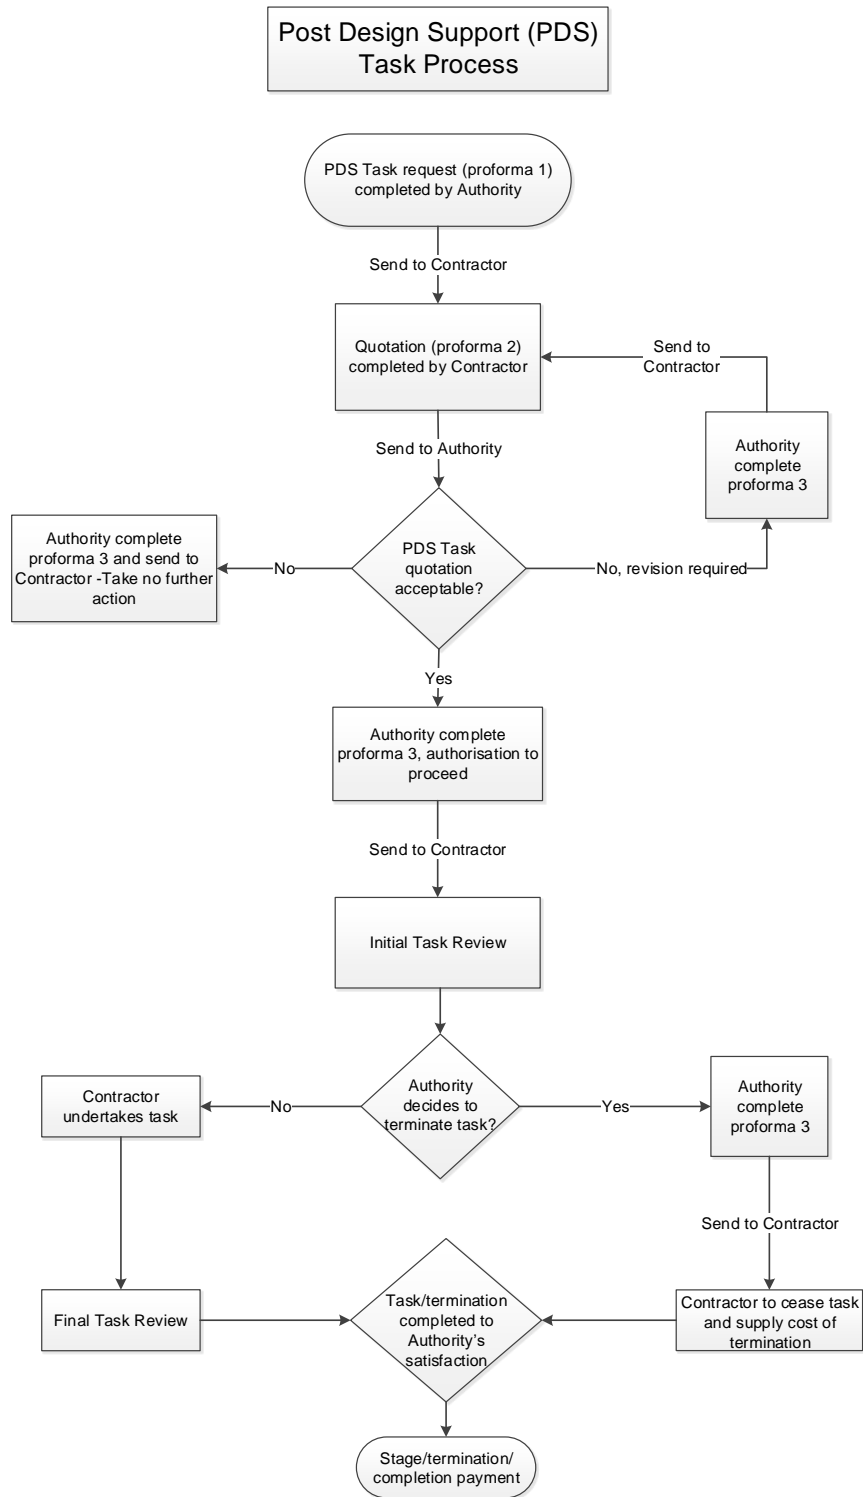 Post Design Support (PDS)
Task Process
PDS Task request (proforma 1)
completed by Authority
Send to Contractor
Quotation (proforma 2)
completed by Contractor
Send to
Contractor
Authority
complete
proforma 3
Send to Authority
PDS Task
quotation
acceptable?
No
Authority complete
proforma 3 and send to
Contractor -Take no further
action
No, revision required
Yes
Authority complete
proforma 3, authorisation to
proceed
Send to Contractor
Initial Task Review
Authority
decides to
terminate task?
No
Contractor
undertakes task
Yes
Authority
complete
proforma 3
Send to Contractor
Final Task Review
Task/termination
completed to
Authority's
satisfaction
Contractor to cease task
and supply cost of
termination
Stage/termination/
completion payment